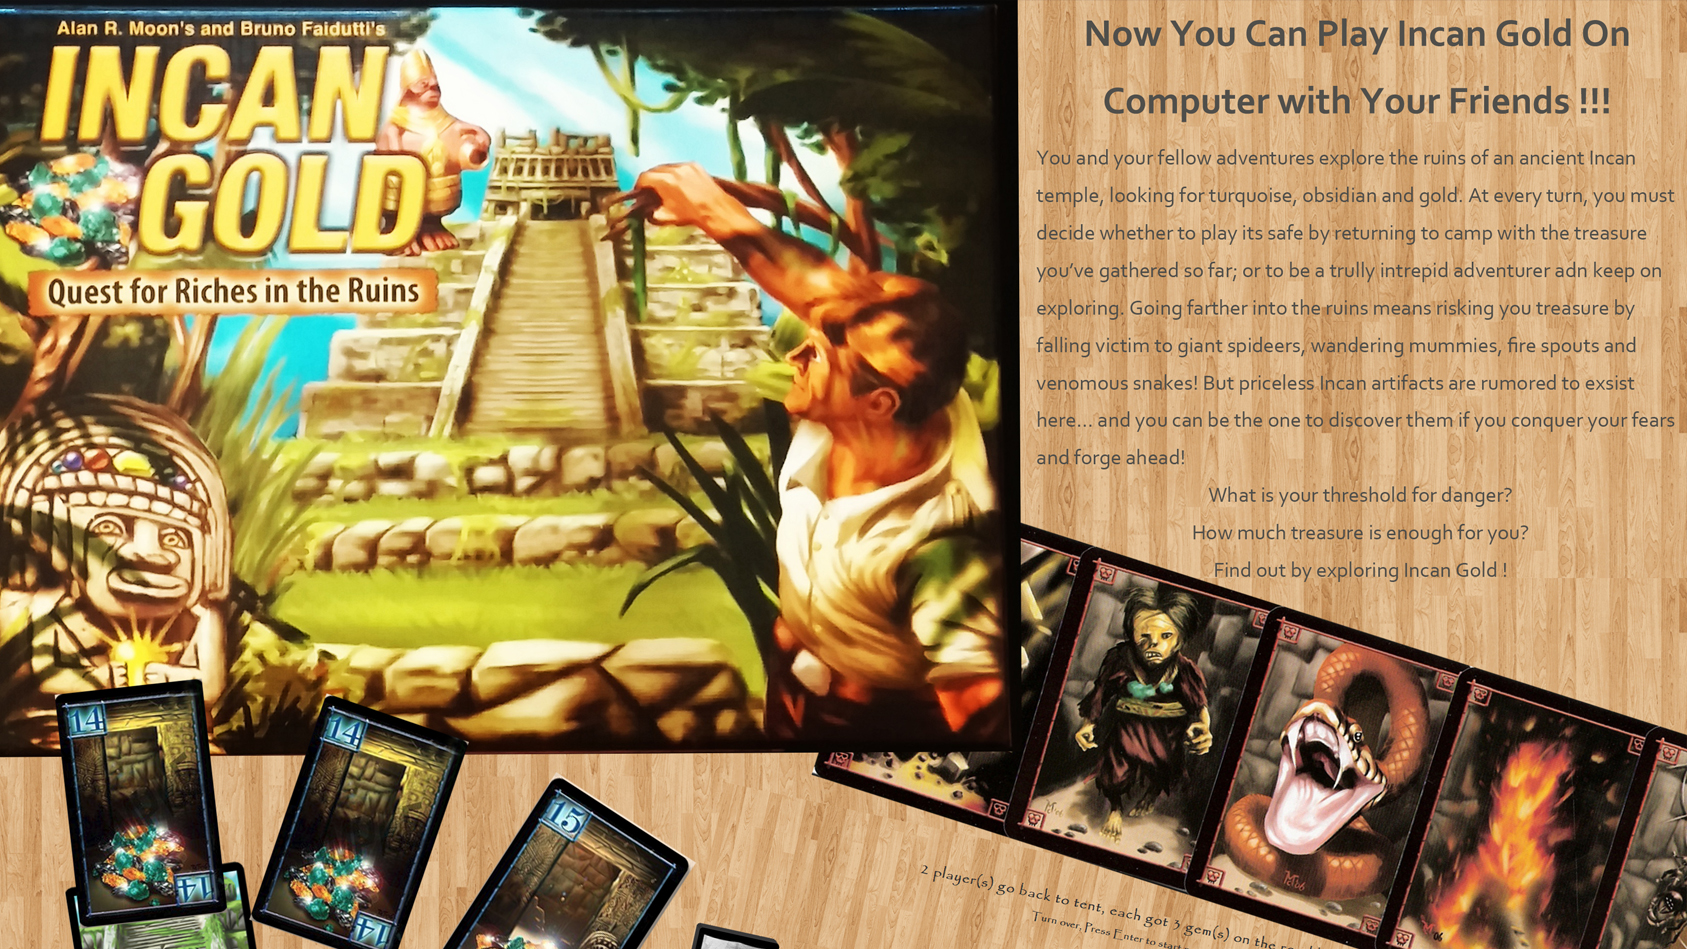 Alan R. Moon's and Bruno Faidutti's
INCAN
GOLD
Quest for Riches in the Ruins
Now You Can Play Incan Gold On
Computer with Your Friends !!!
You and your fellow adventures explore the ruins of an ancient Incan
temple, looking for turquoise, obsidian and gold. At every turn, you must
decide whether to play its safe by returning to camp with the treasure
you've gathered so far; or to be a trully intrepid adventurer adn keep on
exploring. Going farther into the ruins means risking you treasure by
falling victim to giant spideers, wandering mummies, fire spouts and
venomous snakes! But priceless Incan artifacts are rumored to exsist
here... and you can be the one to discover them if you conquer your fears
and forge ahead!
What is your threshold for danger?
How much treasure is enough for you?
Find out by exploring Incan Gold !
14
14
14
14
15
2 player(s) go back to tent, each got 3 gem(s) on the
Turn over. Press Enter to start